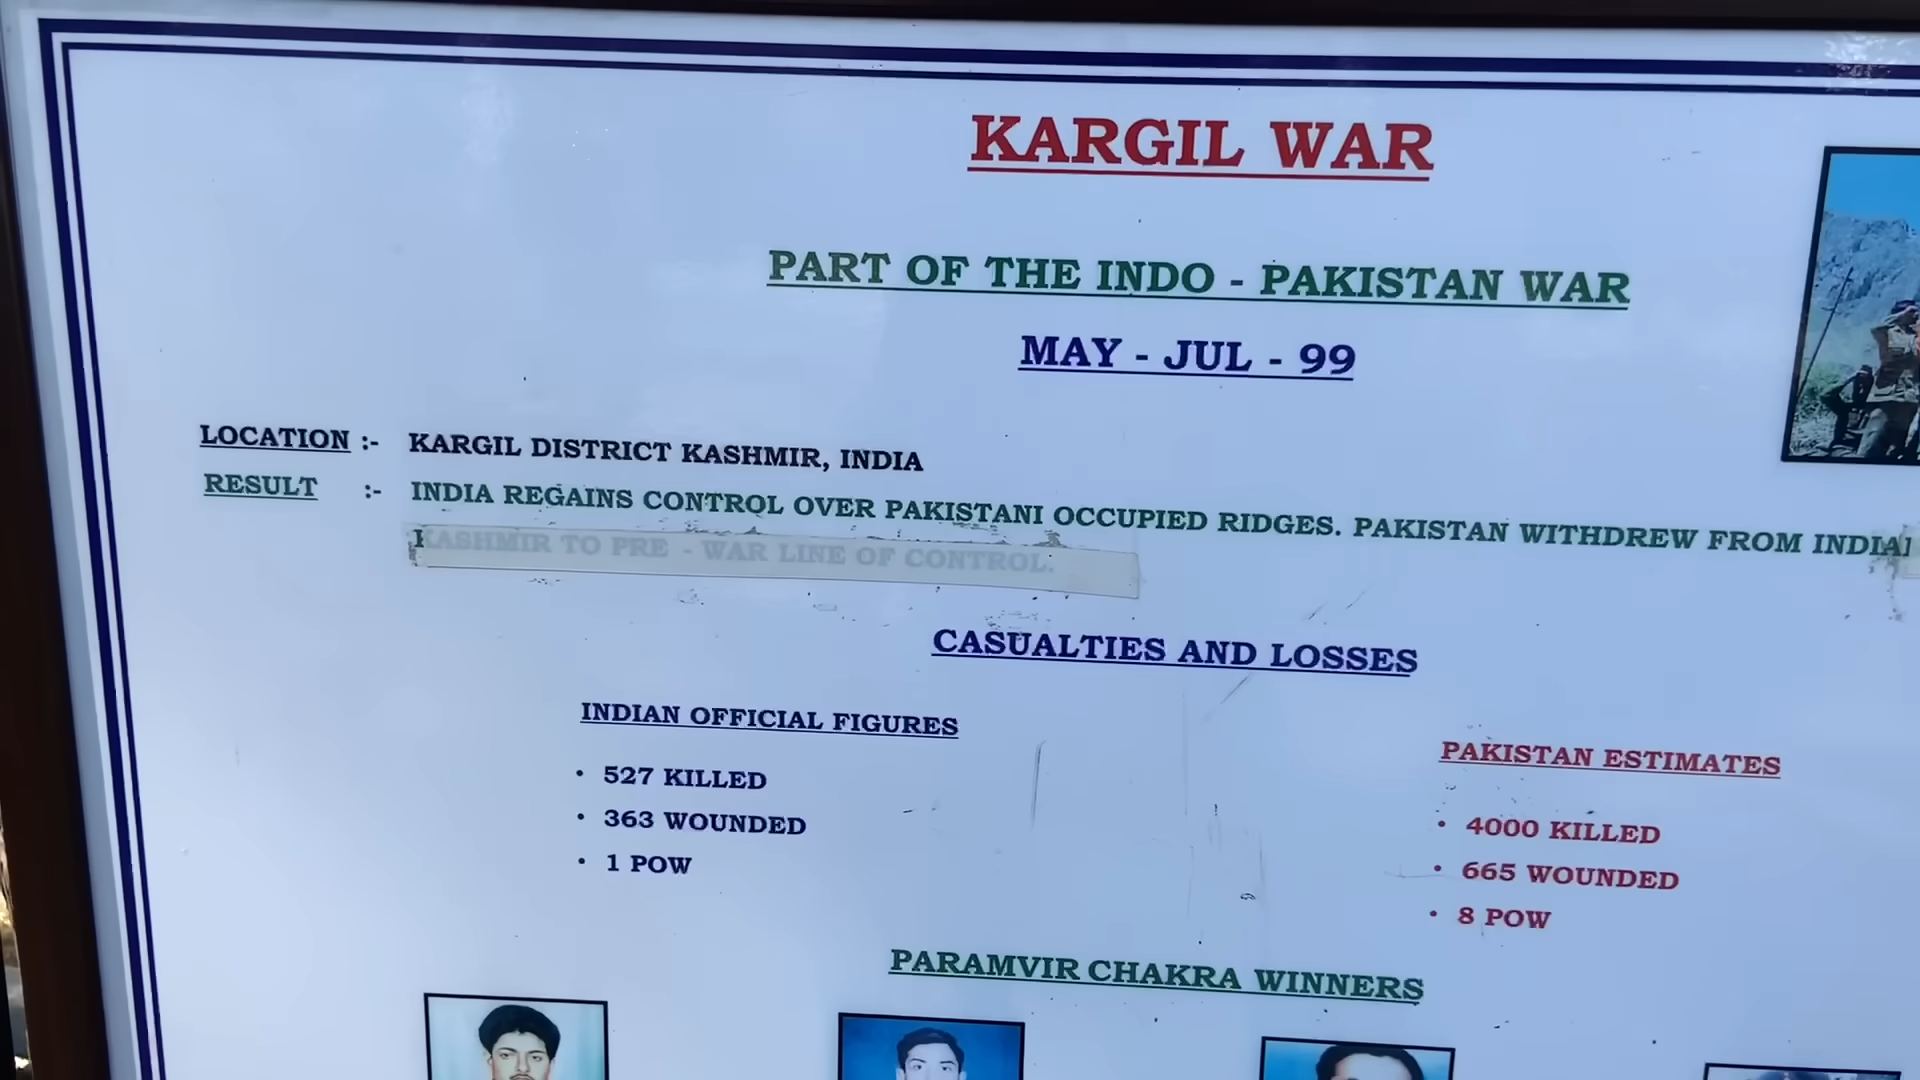 KARGIL WAR
PART OF THE INDO - PAKISTAN WAR
MAY - JUL - 99
LOCATION :- KARGIL DISTRICT KASHMIR, INDIA
RESULT :- INDIA REGAINS CONTROL OVER PAKISTANI OCCUPIED RIDGES. PAKISTAN WITHDREW FROM
KASHMIR TO PRE - WAR LINE OF CONTROL.
CASUALTIES AND LOSSES
INDIAN OFFICIAL FIGURES
• 527 KILLED
• 363 WOUNDED
• 1 POW
PAKISTAN ESTIMATES
• 4000 KILLED
• 665 WOUNDED
• 8 POW
PARAMVIR CHAKRA WINNERS